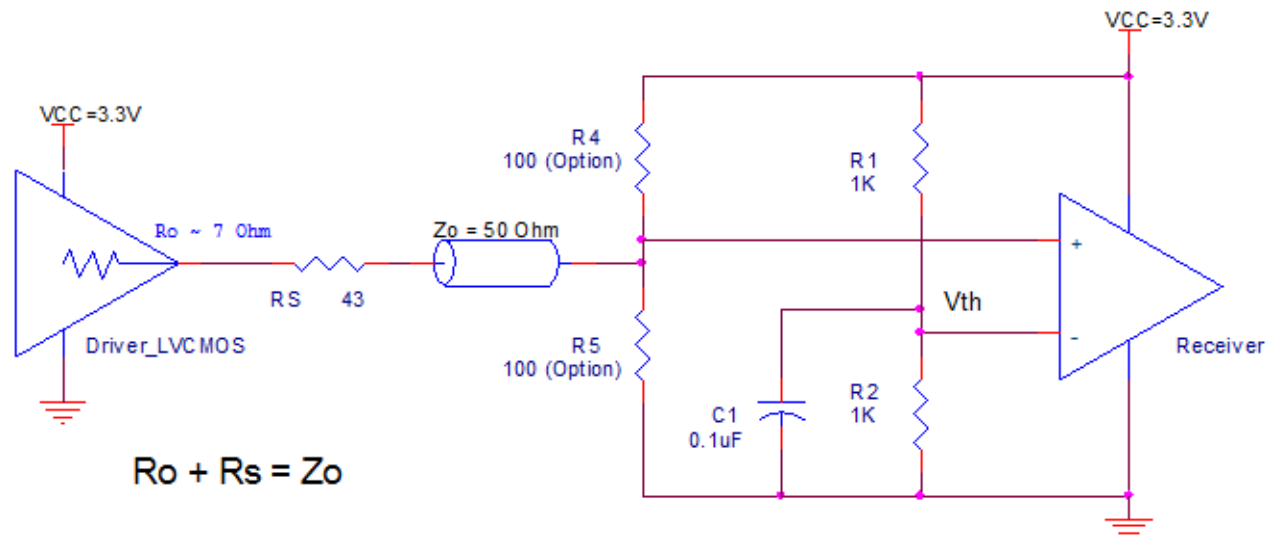 VCC=3.3V
VCC=3.3V
R4
100 (Option)
R1
1K
Ro ~ 7 Ohm
Zo = 50 Ohm
+
RS 43
Vth
-
Driver_LVCMOS
R5
100 (Option)
Receiver
R2
1K
C1
0.1uF
Ro + Rs = Zo